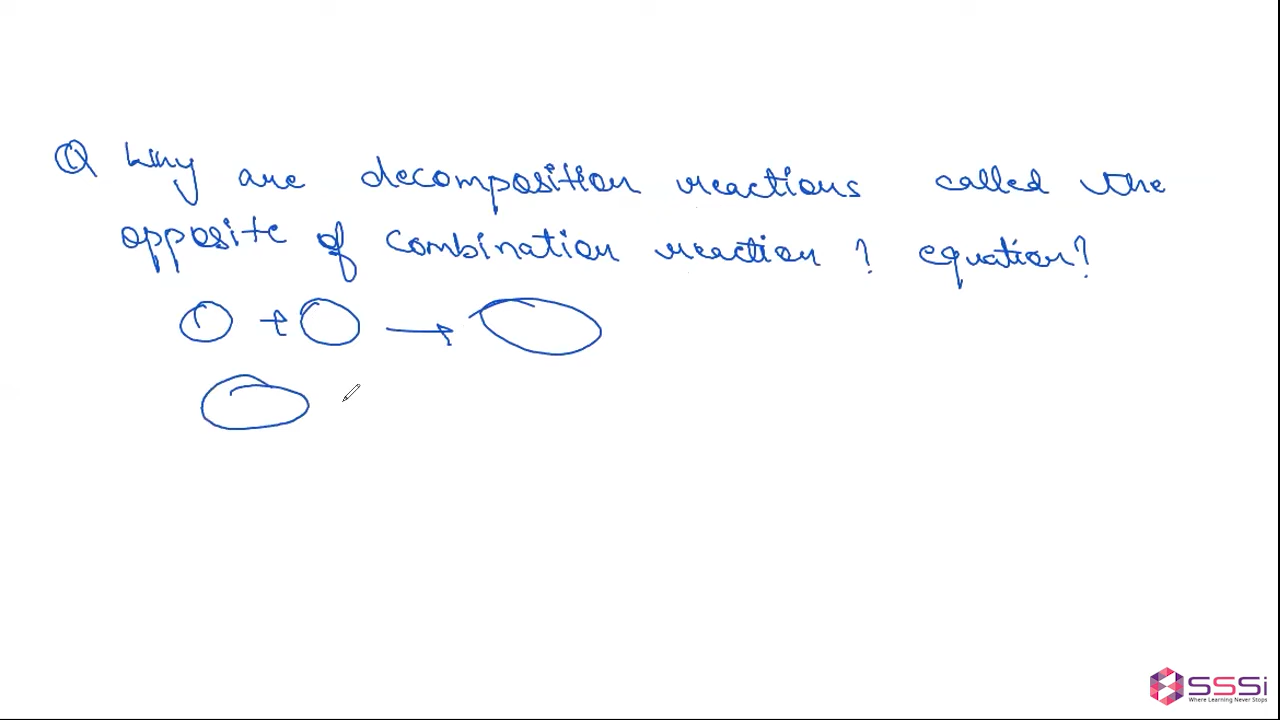 Q Why are decomposition reactions called the
opposite of combination reaction ? equation?
+
SSSi
Where Learning Never Stops